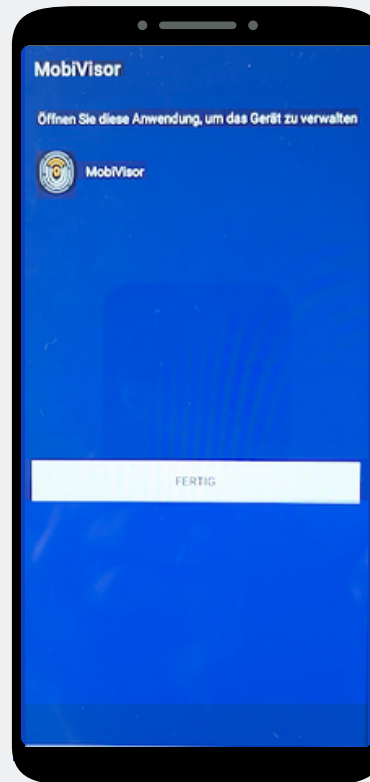 MobiVisor
Öffnen Sie diese Anwendung, um das Gerät zu verwalten
MobiVisor
FERTIG